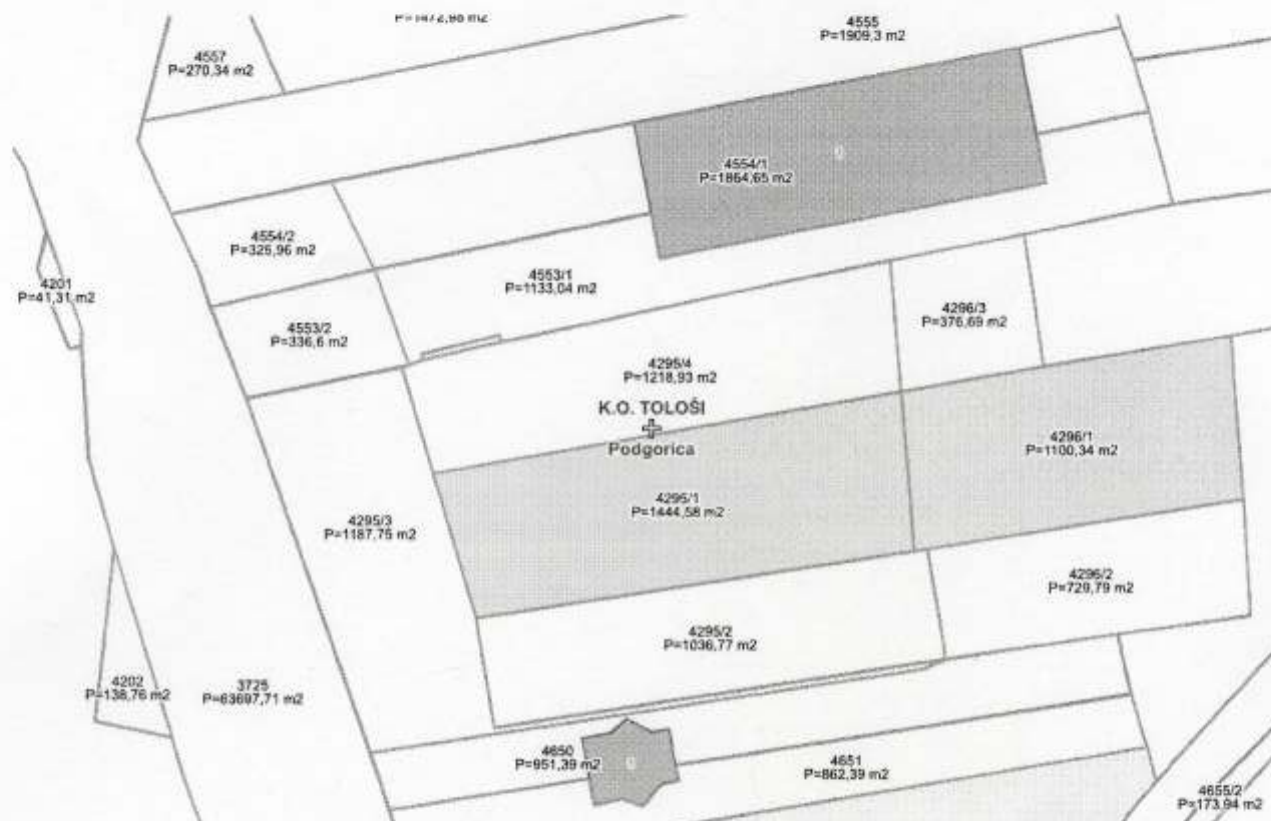 4555
P=1909,3 m2
4557
P=270,34 m2
4554/1
P=1864,65 m2
4554/2
P=325,96 m2
4201
P=41,31 m2
4553/1
P=1133,04 m2
4553/2
P=336,6 m2
4296/3
P=376,69 m2
4295/4
P=1218,93 m2
K.O. TOLOŠI
Podgorica
4296/1
P=1100,34 m2
4295/1
P=1444,58 m2
4295/3
P=1187,75 m2
4296/2
P=729,79 m2
4295/2
P=1036,77 m2
4202
P=138,76 m2
3725
P=63697,71 m2
4650
P=951,39 m2
4651
P=862,39 m2
4655/2
P=173,94 m2